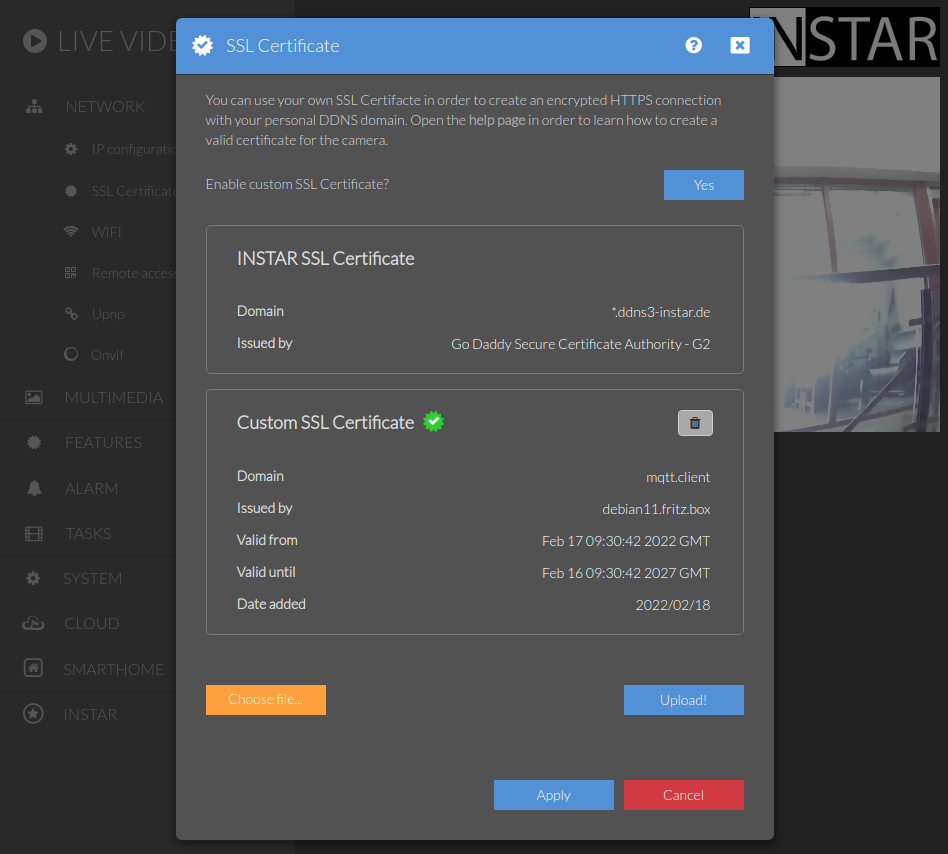 LIVE VIDE
INSTAR
SSL Certificate
NETWORK
IP configuratio
SSL Certificate
WIFI
Remote access
Upnp
Onvif
MULTIMEDIA
FEATURES
ALARM
TASKS
SYSTEM
CLOUD
SMARTHOME
INSTAR
You can use your own SSL Certifacte in order to create an encrypted HTTPS connection
with your personal DDNS domain. Open the help page in order to learn how to create a
valid certificate for the camera.
Enable custom SSL Certificate? Yes
INSTAR SSL Certificate
Domain *.ddns3-instar.de
Issued by Go Daddy Secure Certificate Authority - G2
Custom SSL Certificate
Domain mqtt.client
Issued by debian11.fritz.box
Valid from Feb 17 09:30:42 2022 GMT
Valid until Feb 16 09:30:42 2027 GMT
Date added 2022/02/18
Choose file... Upload!
Apply Cancel